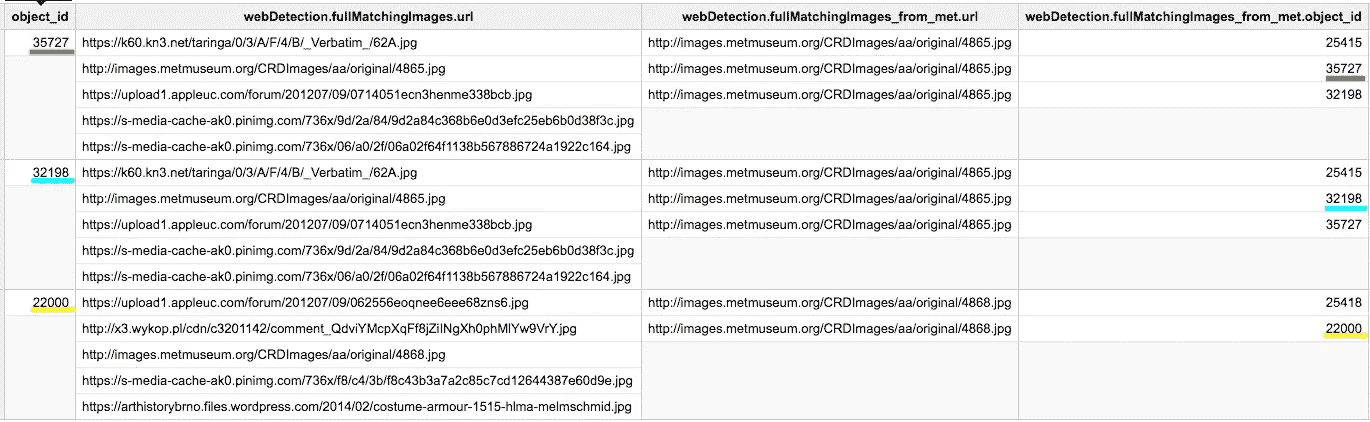 object_id webDetection.fullMatchingImages.url webDetection.fullMatchingImages_from_met.url webDetection.fullMatchingImages_from_met.object_id
35727 https://k60.kn3.net/taringa/0/3/A/F/4/B/_Verbatim_/62A.jpg http://images.metmuseum.org/CRDImages/aa/original/4865.jpg 25415
http://images.metmuseum.org/CRDImages/aa/original/4865.jpg http://images.metmuseum.org/CRDImages/aa/original/4865.jpg 35727
https://upload1.appleuc.com/forum/201207/09/0714051ecn3henme338bcb.jpg http://images.metmuseum.org/CRDImages/aa/original/4865.jpg 32198
https://s-media-cache-ak0.pinimg.com/736x/9d/2a/84/9d2a84c368b6e0d3efc25eb6b0d38f3c.jpg
https://s-media-cache-ak0.pinimg.com/736x/06/a0/2f/06a02f64f1138b567886724a1922c164.jpg
32198 https://k60.kn3.net/taringa/0/3/A/F/4/B/_Verbatim_/62A.jpg http://images.metmuseum.org/CRDImages/aa/original/4865.jpg 25415
http://images.metmuseum.org/CRDImages/aa/original/4865.jpg http://images.metmuseum.org/CRDImages/aa/original/4865.jpg 32198
https://upload1.appleuc.com/forum/201207/09/0714051ecn3henme338bcb.jpg http://images.metmuseum.org/CRDImages/aa/original/4865.jpg 35727
https://s-media-cache-ak0.pinimg.com/736x/9d/2a/84/9d2a84c368b6e0d3efc25eb6b0d38f3c.jpg
https://s-media-cache-ak0.pinimg.com/736x/06/a0/2f/06a02f64f1138b567886724a1922c164.jpg
22000 https://upload1.appleuc.com/forum/201207/09/062556eoqnee6eee68zns6.jpg http://images.metmuseum.org/CRDImages/aa/original/4868.jpg 25418
http://x3.wykop.pl/cdn/c3201142/comment_QdviYMcpXqFf8jZilNgXh0phMlYw9VrY.jpg http://images.metmuseum.org/CRDImages/aa/original/4868.jpg 22000
http://images.metmuseum.org/CRDImages/aa/original/4868.jpg
https://s-media-cache-ak0.pinimg.com/736x/f8/c4/3b/f8c43b3a7a2c85c7cd12644387e60d9e.jpg
https://arthistorybrno.files.wordpress.com/2014/02/costume-armour-1515-hlma-melmschmid.jpg